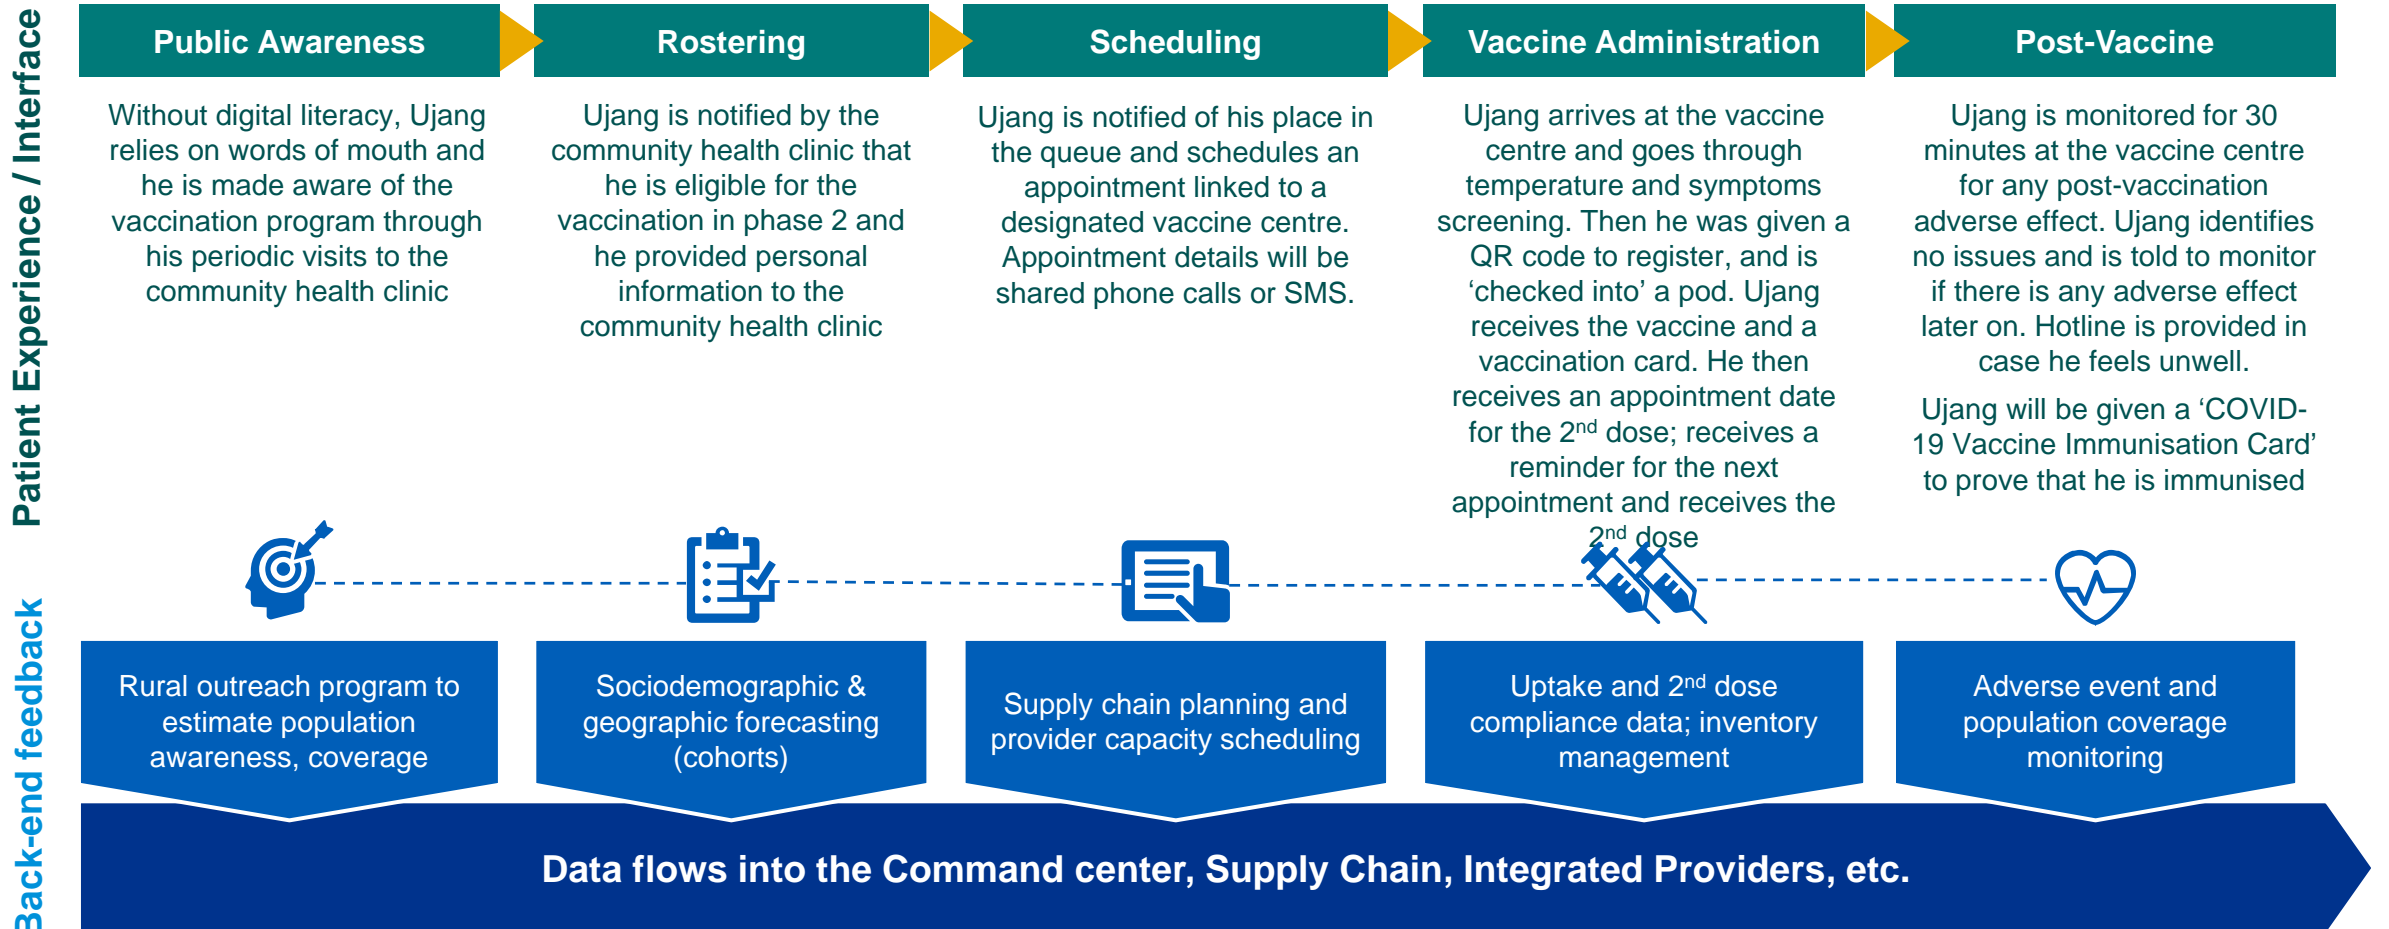 Patient Experience / Interface
Public Awareness
Rostering
Scheduling
Vaccine Administration
Post-Vaccine
Without digital literacy, Ujang
relies on words of mouth and
he is made aware of the
vaccination program through
his periodic visits to the
community health clinic
Ujang is notified by the
community health clinic that
he is eligible for the
vaccination in phase 2 and
he provided personal
information to the
community health clinic
Ujang is notified of his place in
the queue and schedules an
appointment linked to a
designated vaccine centre.
Appointment details will be
shared phone calls or SMS.
Ujang arrives at the vaccine
centre and goes through
temperature and symptoms
screening. Then he was given a
QR code to register, and is
‘checked into’ a pod. Ujang
receives the vaccine and a
vaccination card. He then
receives an appointment date
for the 2nd dose; receives a
reminder for the next
appointment and receives the
2nd dose
Ujang is monitored for 30
minutes at the vaccine centre
for any post-vaccination
adverse effect. Ujang identifies
no issues and is told to monitor
if there is any adverse effect
later on. Hotline is provided in
case he feels unwell.
Ujang will be given a ‘COVID-
19 Vaccine Immunisation Card’
to prove that he is immunised
Back-end feedback
Rural outreach program to
estimate population
awareness, coverage
Sociodemographic &
geographic forecasting
(cohorts)
Supply chain planning and
provider capacity scheduling
Uptake and 2nd dose
compliance data; inventory
management
Adverse event and
population coverage
monitoring
Data flows into the Command center, Supply Chain, Integrated Providers, etc.